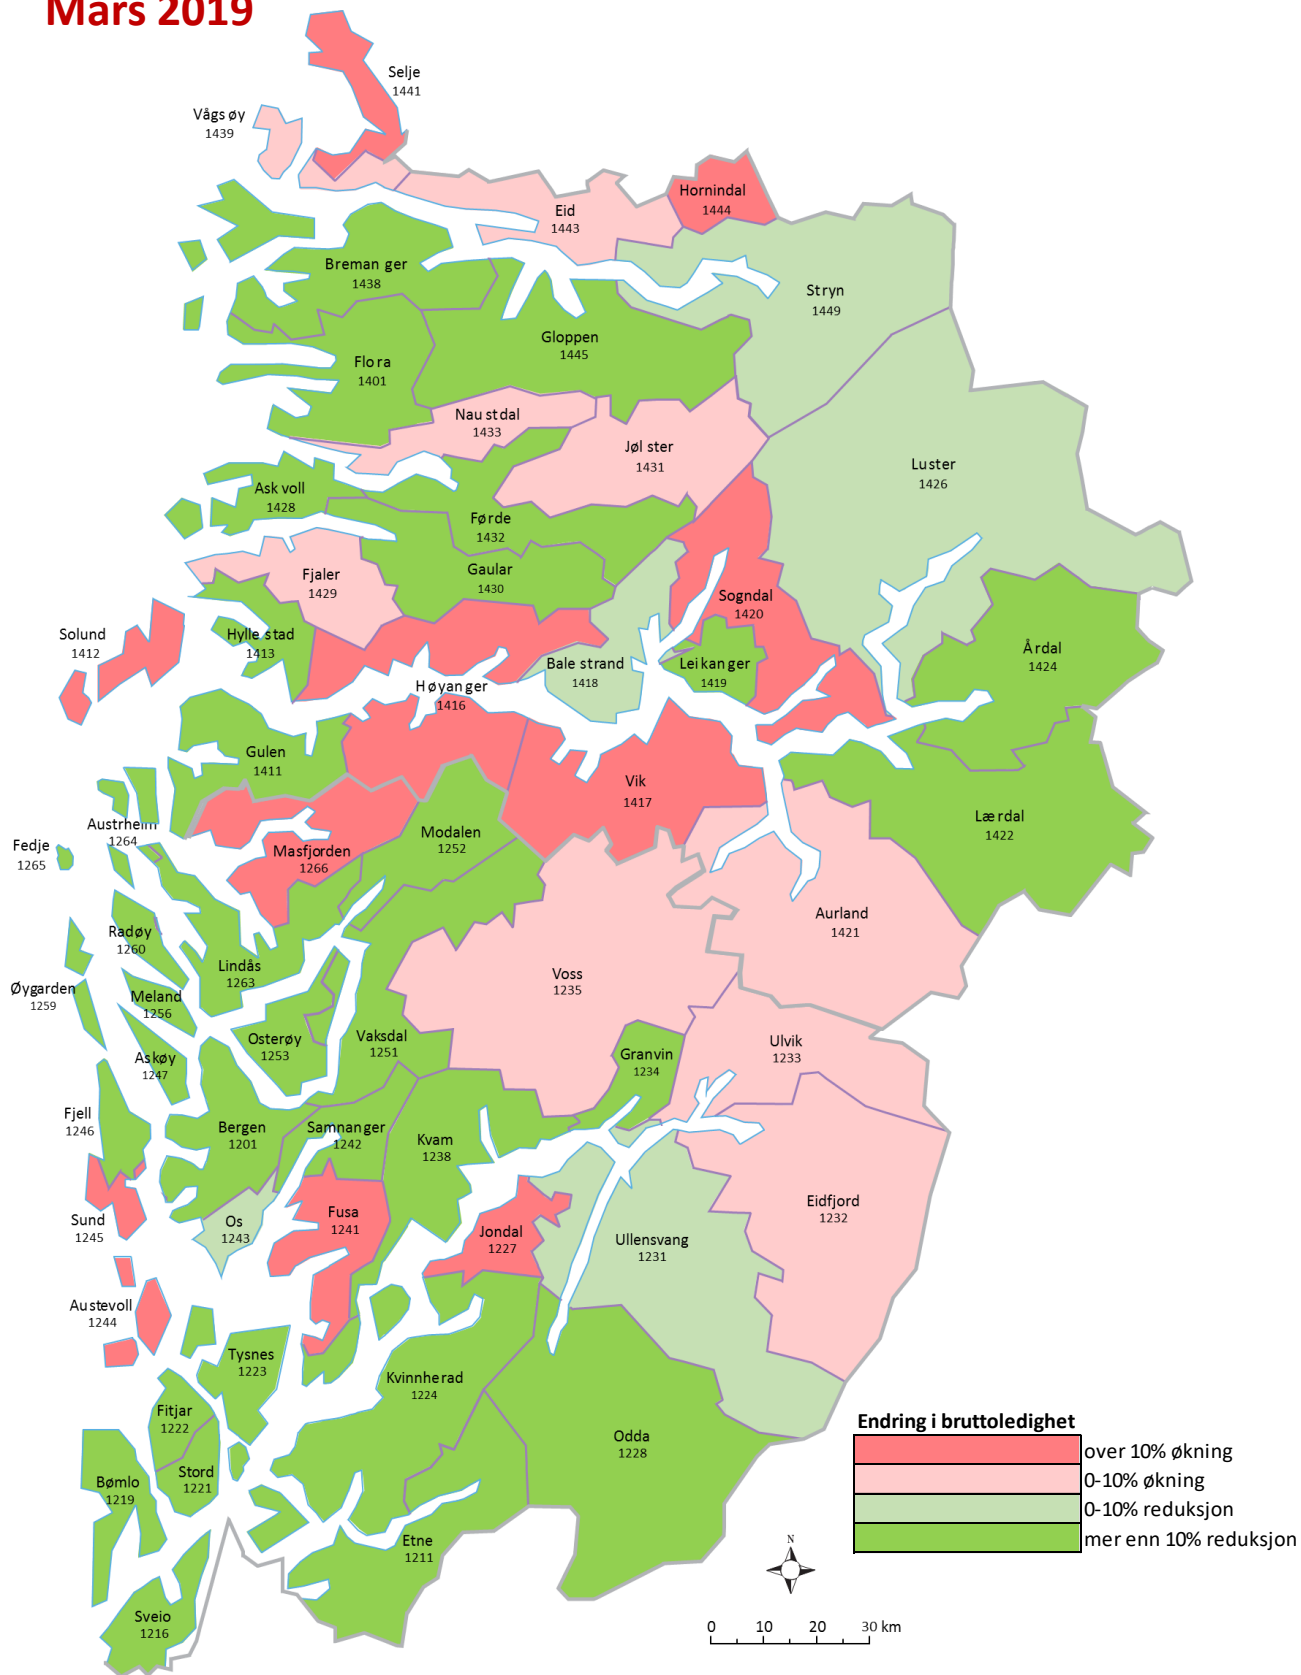 Mars 2019
Selje
1441
Vågsøy
1439
Hornindal
1444
Eid
1443
Bremanger
1438
Stryn
1449
Gloppen
1445
Flora
1401
Naustdal
1433
Jølster
1431
Luster
1426
Askvoll
1428
Førde
1432
Gaular
1430
Fjaler
1429
Sogndal
1420
Solund
1412
Hyllestad
1413
Årdal
1424
Balestrand
1418
Leikanger
1419
Høyanger
1416
Gulen
1411
Vik
1417
Lærdal
1422
Austrheim
1264
Modalen
1252
Fedje
1265
Masfjorden
1266
Aurland
1421
Radøy
1260
Lindås
1263
Voss
1235
Øygarden
1259
Meland
1256
Osterøy
1253
Vaksdal
1251
Granvin
1234
Ulvik
1233
Askøy
1247
Fjell
1246
Bergen
1201
Samnanger
1242
Kvam
1238
Eidfjord
1232
Sund
1245
Os
1243
Fusa
1241
Jondal
1227
Ullensvang
1231
Austevoll
1244
Tysnes
1223
Kvinnherad
1224
Fitjar
1222
Odda
1228
Bømlo
1219
Stord
1221
Etne
1211
Sveio
1216
Endring i bruttoledighet
over 10% økning
0-10% økning
0-10% reduksjon
mer enn 10% reduksjon
N
0 10 20 30 km